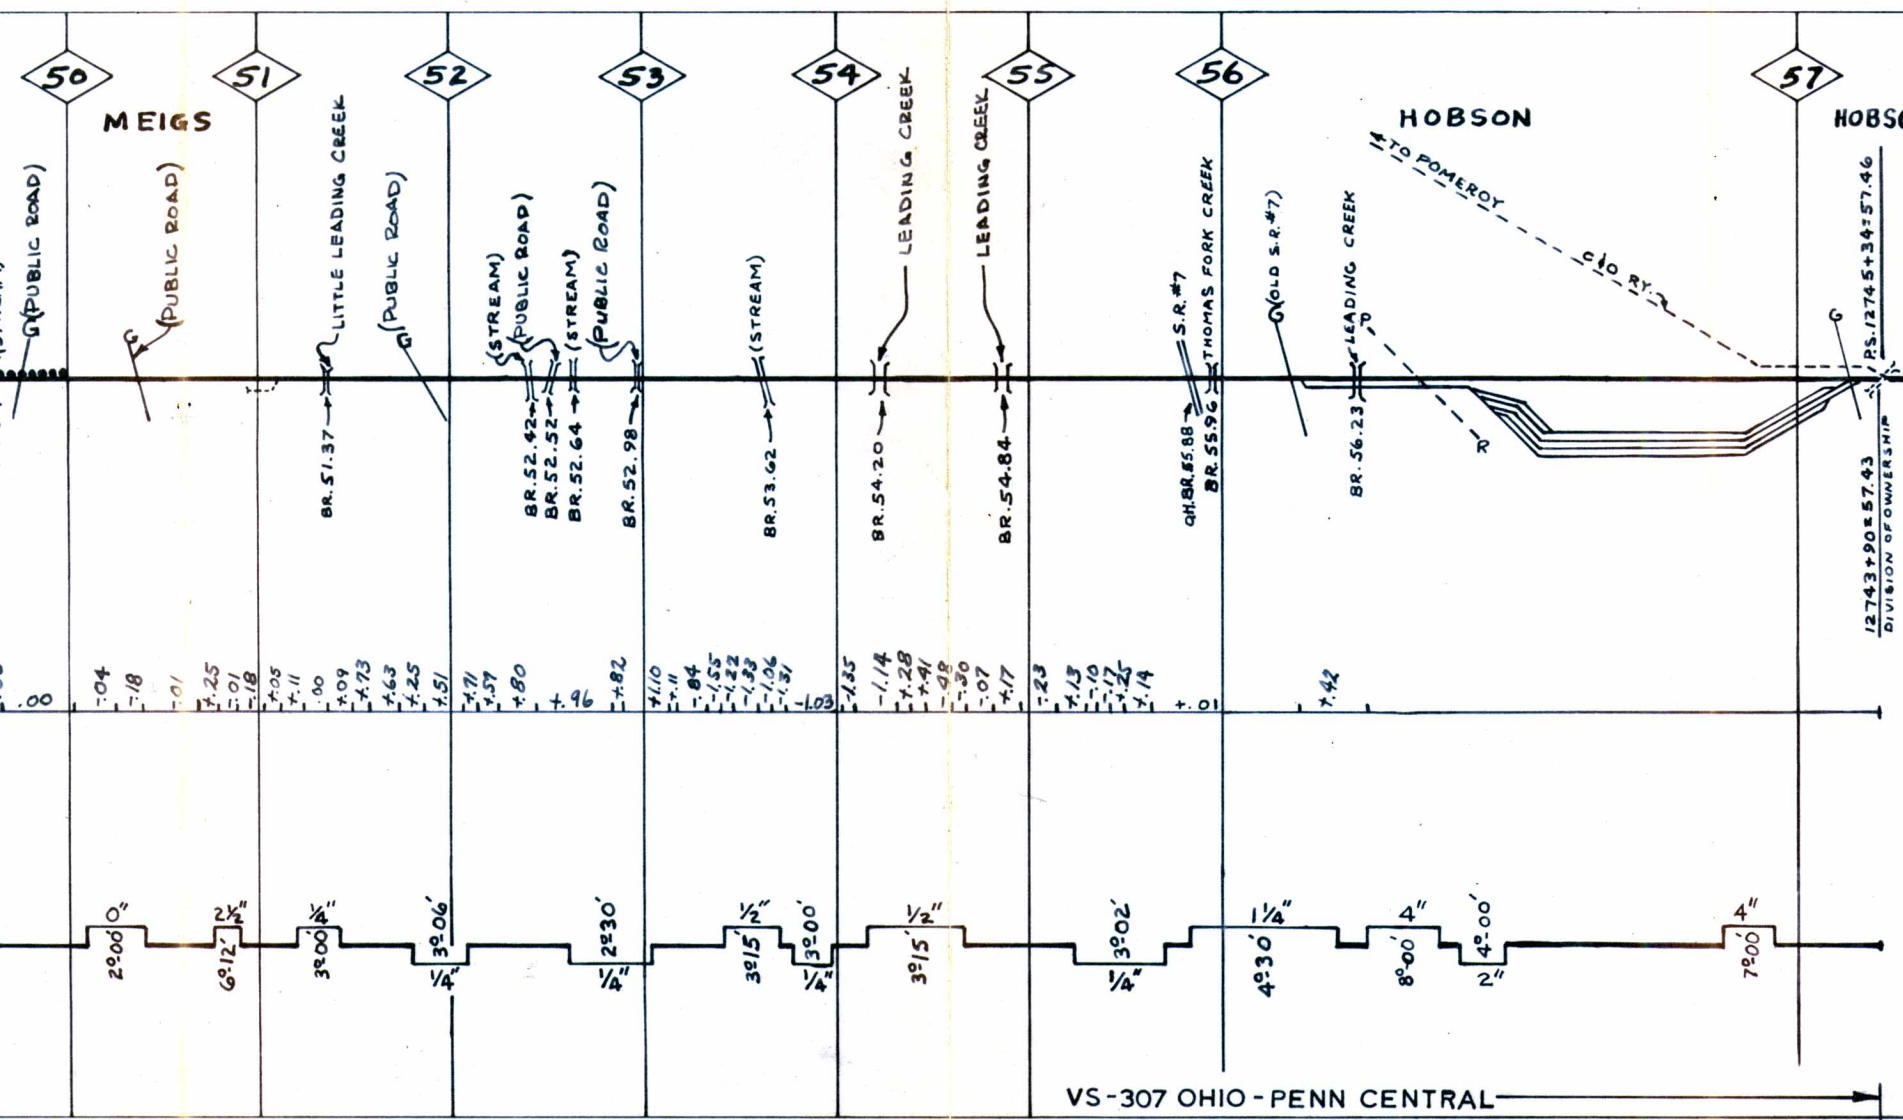 50
51
52
53
54
55
56
57
MEIGS
HOBSON
(PUBLIC ROAD)
(PUBLIC ROAD)
LITTLE LEADING CREEK
(PUBLIC ROAD)
(STREAM)
(PUBLIC ROAD)
(STREAM)
(PUBLIC ROAD)
(STREAM)
LEADING CREEK
LEADING CREEK
S.R.#7
THOMAS FORK CREEK
(OLD S.R.#7)
LEADING CREEK
TO POMEROY
C&O RY.
P.S. 12745+34=57.46
G
G
G
G
G
P
R
BR. 51.37
BR. 52.42
BR. 52.52
BR. 52.64
BR. 52.98
BR. 53.62
BR. 54.20
BR. 54.84
OH.BR.55.88
BR. 55.96
BR. 56.23
12743+90=57.43
DIVISION OF OWNERSHIP
.00
-.04
-.18
-.01
+.25
-.01
-.18
+.05
+.11
.00
+.09
+.73
+.63
+.25
+.51
+.71
+.59
+.80
+.96
+.82
+1.10
+.11
-.84
-1.55
-1.22
-1.33
-1.06
-1.31
-1.03
-1.35
-1.14
+.28
+.41
-.48
-.30
-.07
+.17
-.23
+.13
-.10
-.17
+.25
+.14
+.01
+.42
0"
2°00'
2½"
6°12'
¼"
3°00'
3°06'
¼"
2°30'
¼"
½"
3°15'
3°00'
¼"
½"
3°15'
3°02'
¼"
1¼"
4°30'
4"
8°00'
4°00'
2"
4"
7°00'
VS-307 OHIO-PENN CENTRAL